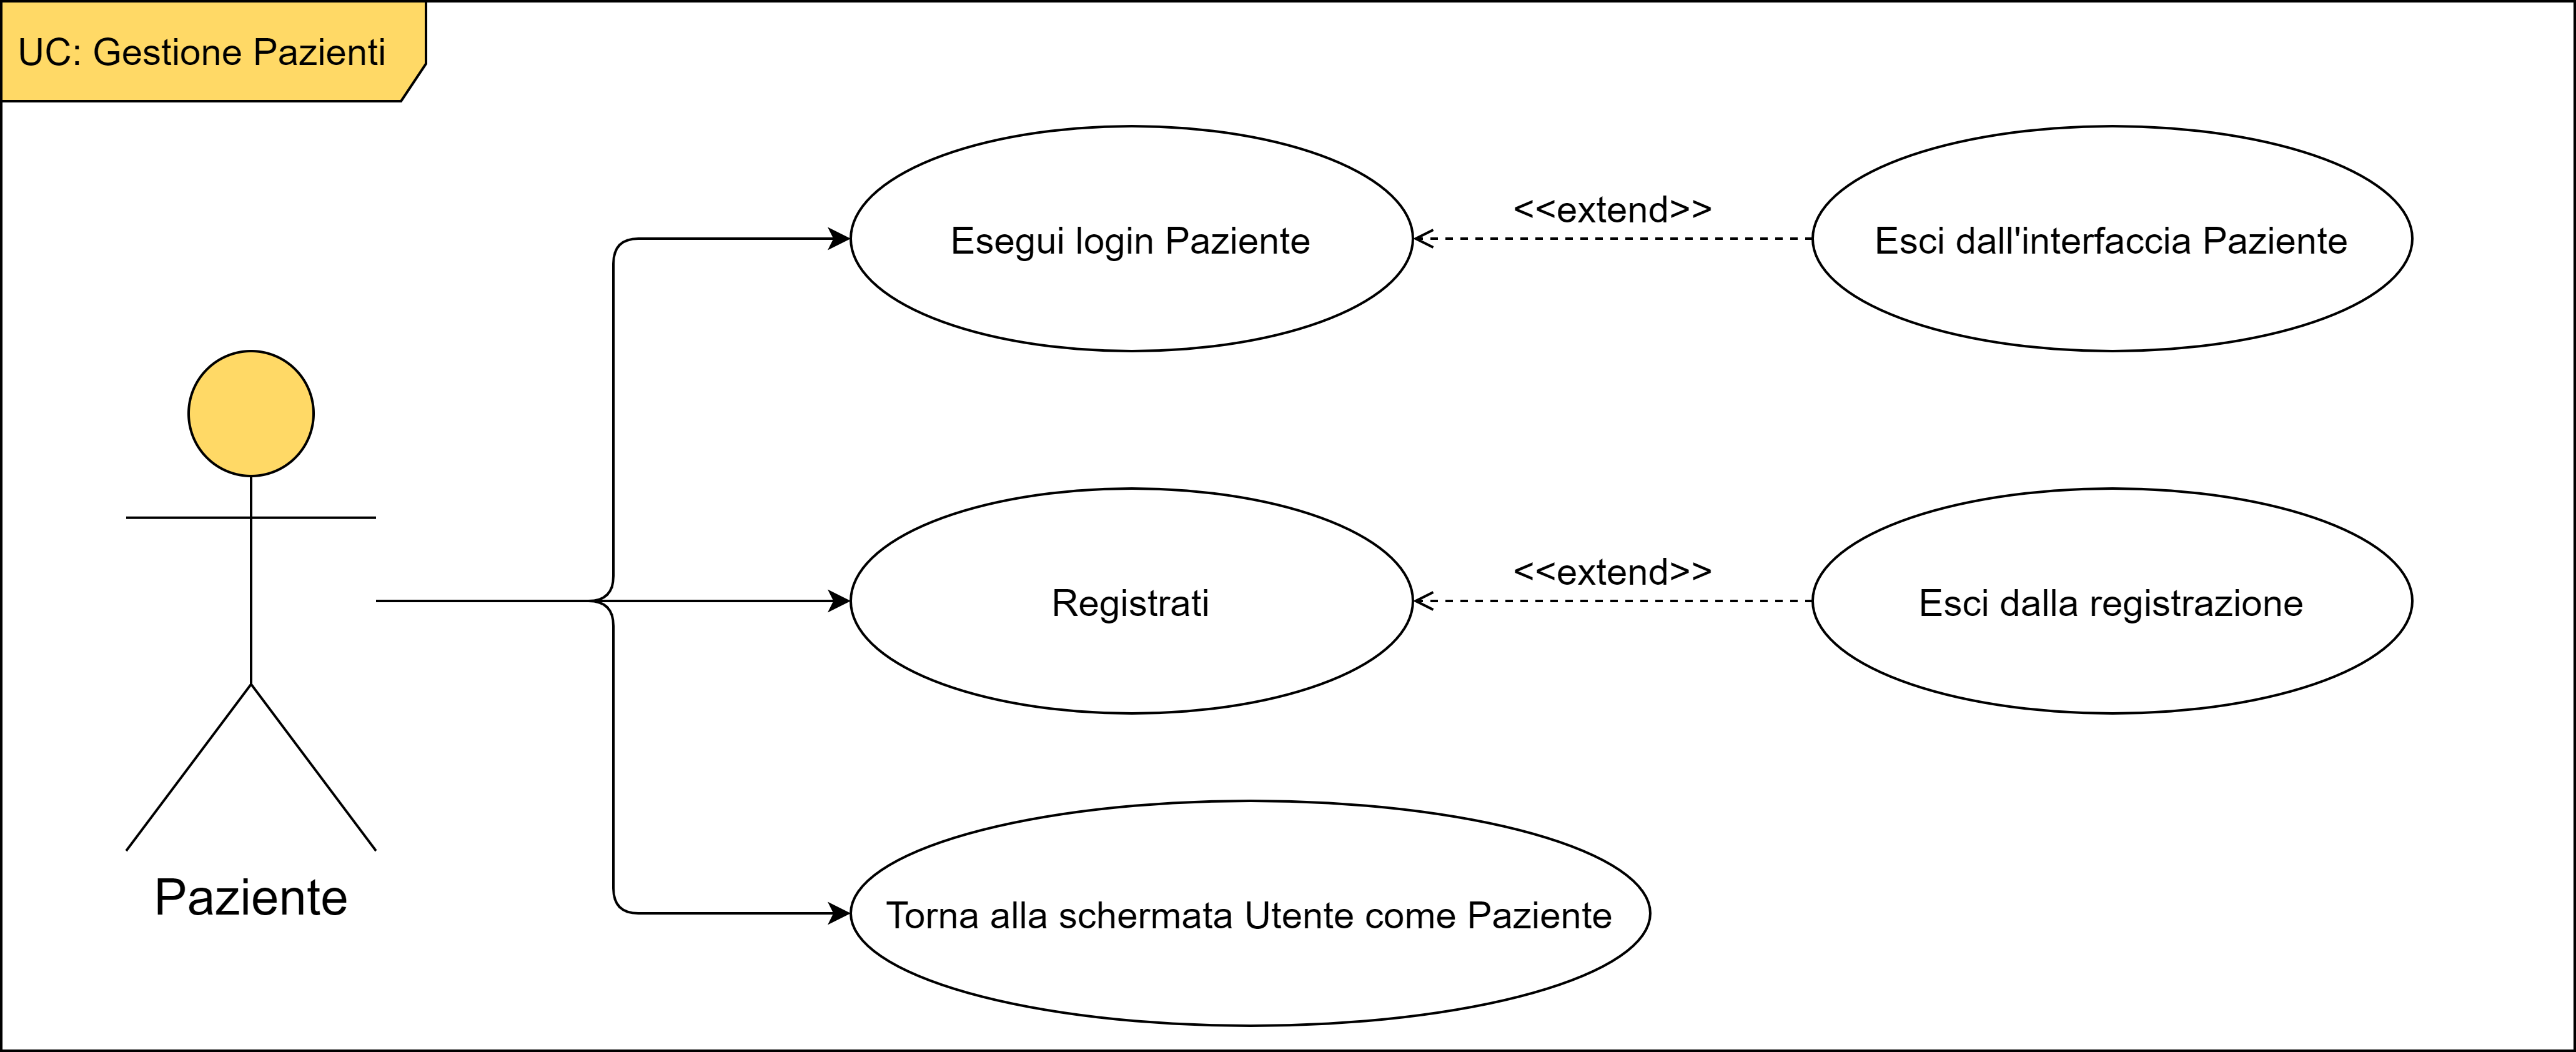 UC: Gestione Pazienti
Esegui login Paziente
<<extend>>
Esci dall'interfaccia Paziente
Registrati
<<extend>>
Esci dalla registrazione
Torna alla schermata Utente come Paziente
Paziente